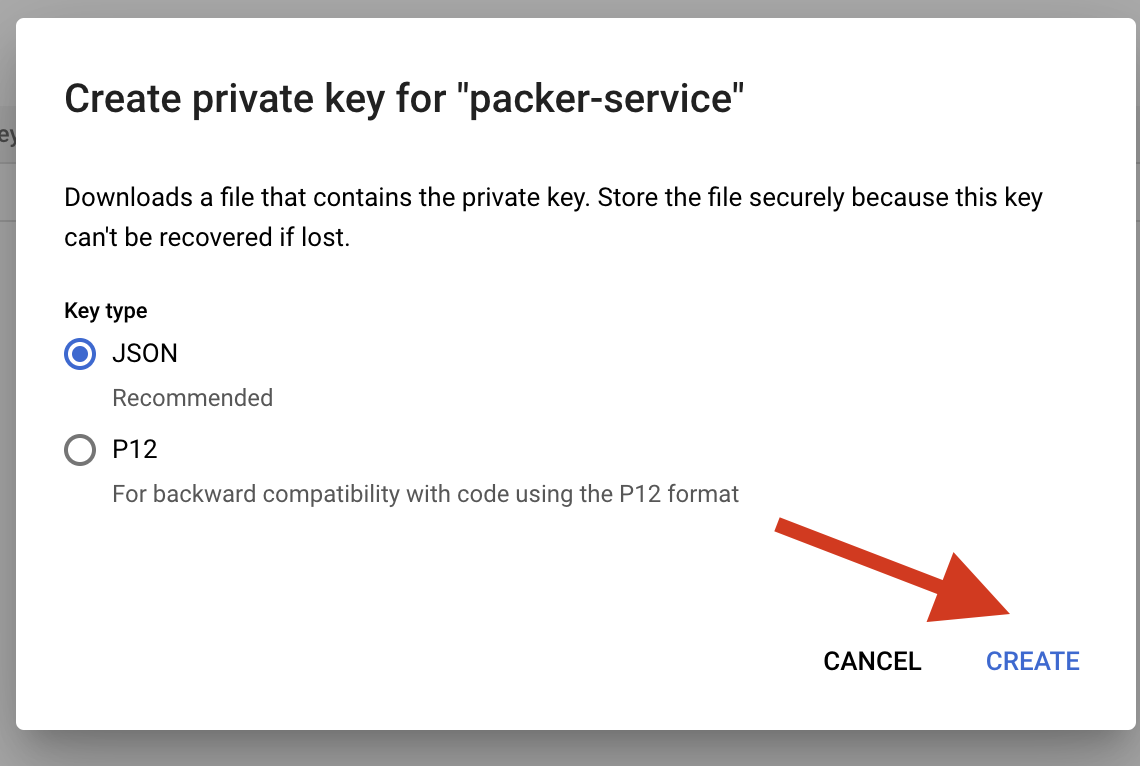 Create private key for "packer-service"
ey
Downloads a file that contains the private key. Store the file securely because this key
can't be recovered if lost.
Key type
JSON
Recommended
P12
For backward compatibility with code using the P12 format
CANCEL CREATE